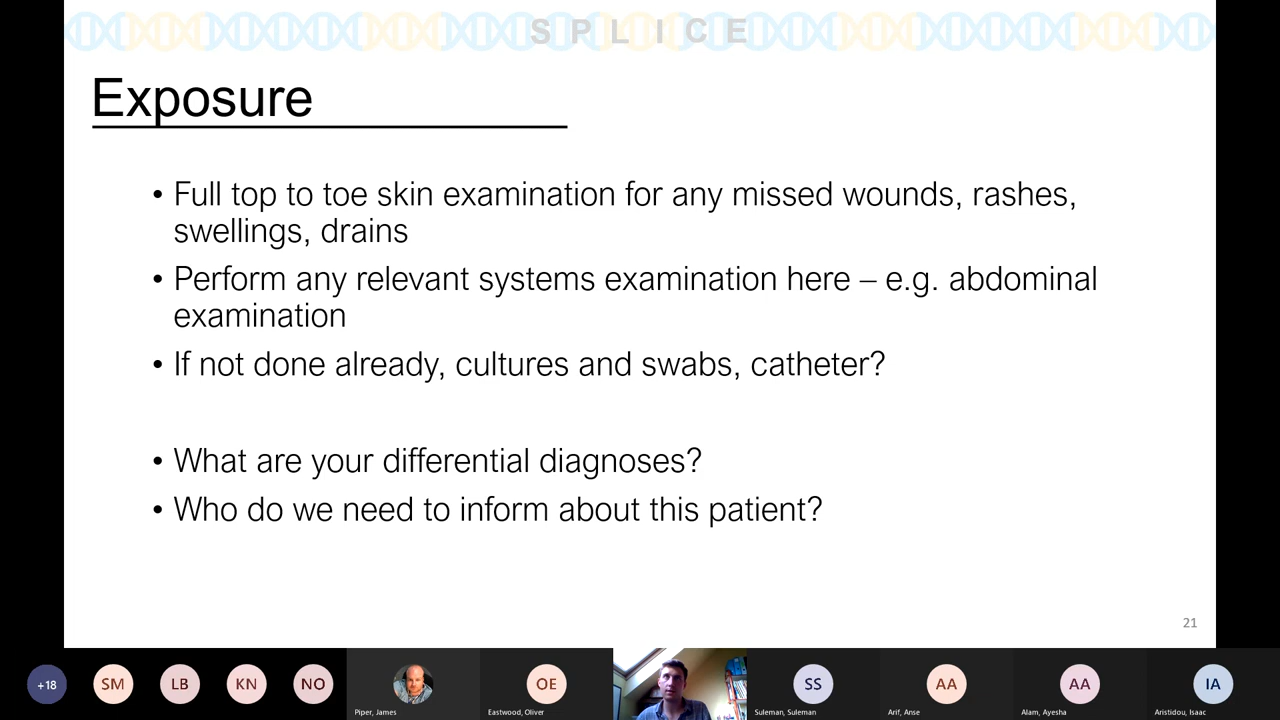 SPLICE
Exposure
• Full top to toe skin examination for any missed wounds, rashes,
swellings, drains
• Perform any relevant systems examination here – e.g. abdominal
examination
• If not done already, cultures and swabs, catheter?
• What are your differential diagnoses?
• Who do we need to inform about this patient?
21
+18
SM
LB
KN
NO
Piper, James
OE
Eastwood, Oliver
SS
Suleman, Suleman
AA
Arif, Anse
AA
Alam, Ayesha
IA
Aristidou, Isaac